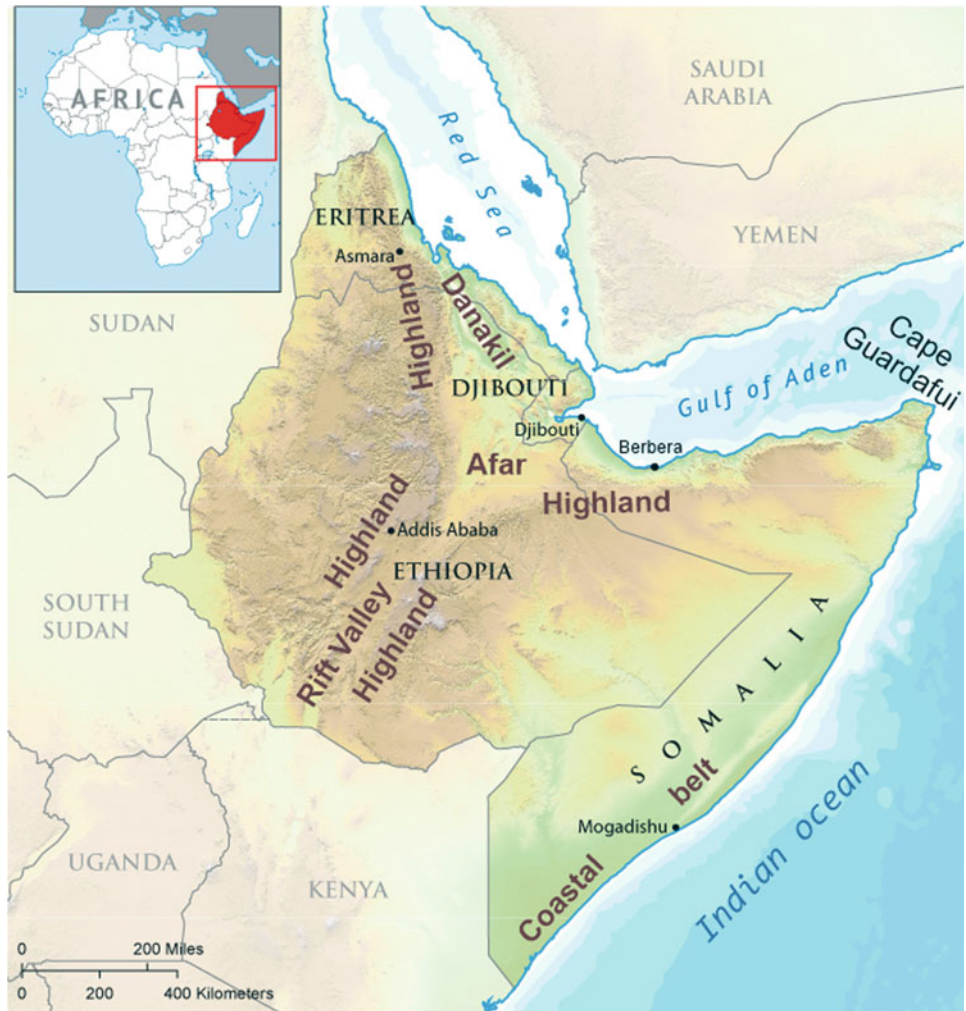 AFRICA
SAUDI
ARABIA
Red Sea
ERITREA
Asmara
YEMEN
SUDAN
Highland
Danakil
Cape
Guardafui
DJIBOUTI
Gulf of Aden
Djibouti
Berbera
Afar
Highland
Highland
Addis Ababa
ETHIOPIA
SOUTH
SUDAN
Rift Valley
Highland
SOMALIA
belt
Mogadishu
Indian ocean
UGANDA
KENYA
Coastal
0 200 Miles
0 200 400 Kilometers